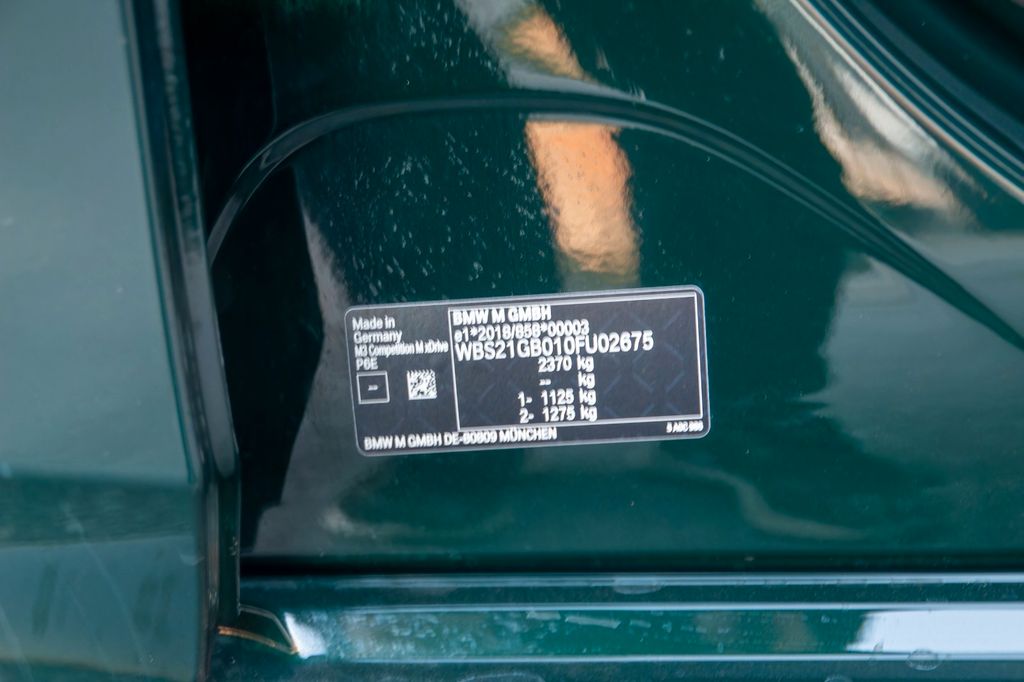 Made in
Germany
M3 Competition M xDrive
P6E
--
BMW M GMBH
e1*2018/858*00003
WBS21GB010FU02675
2370 kg
-- kg
1- 1125 kg
2- 1275 kg
BMW M GMBH DE-80809 MÜNCHEN